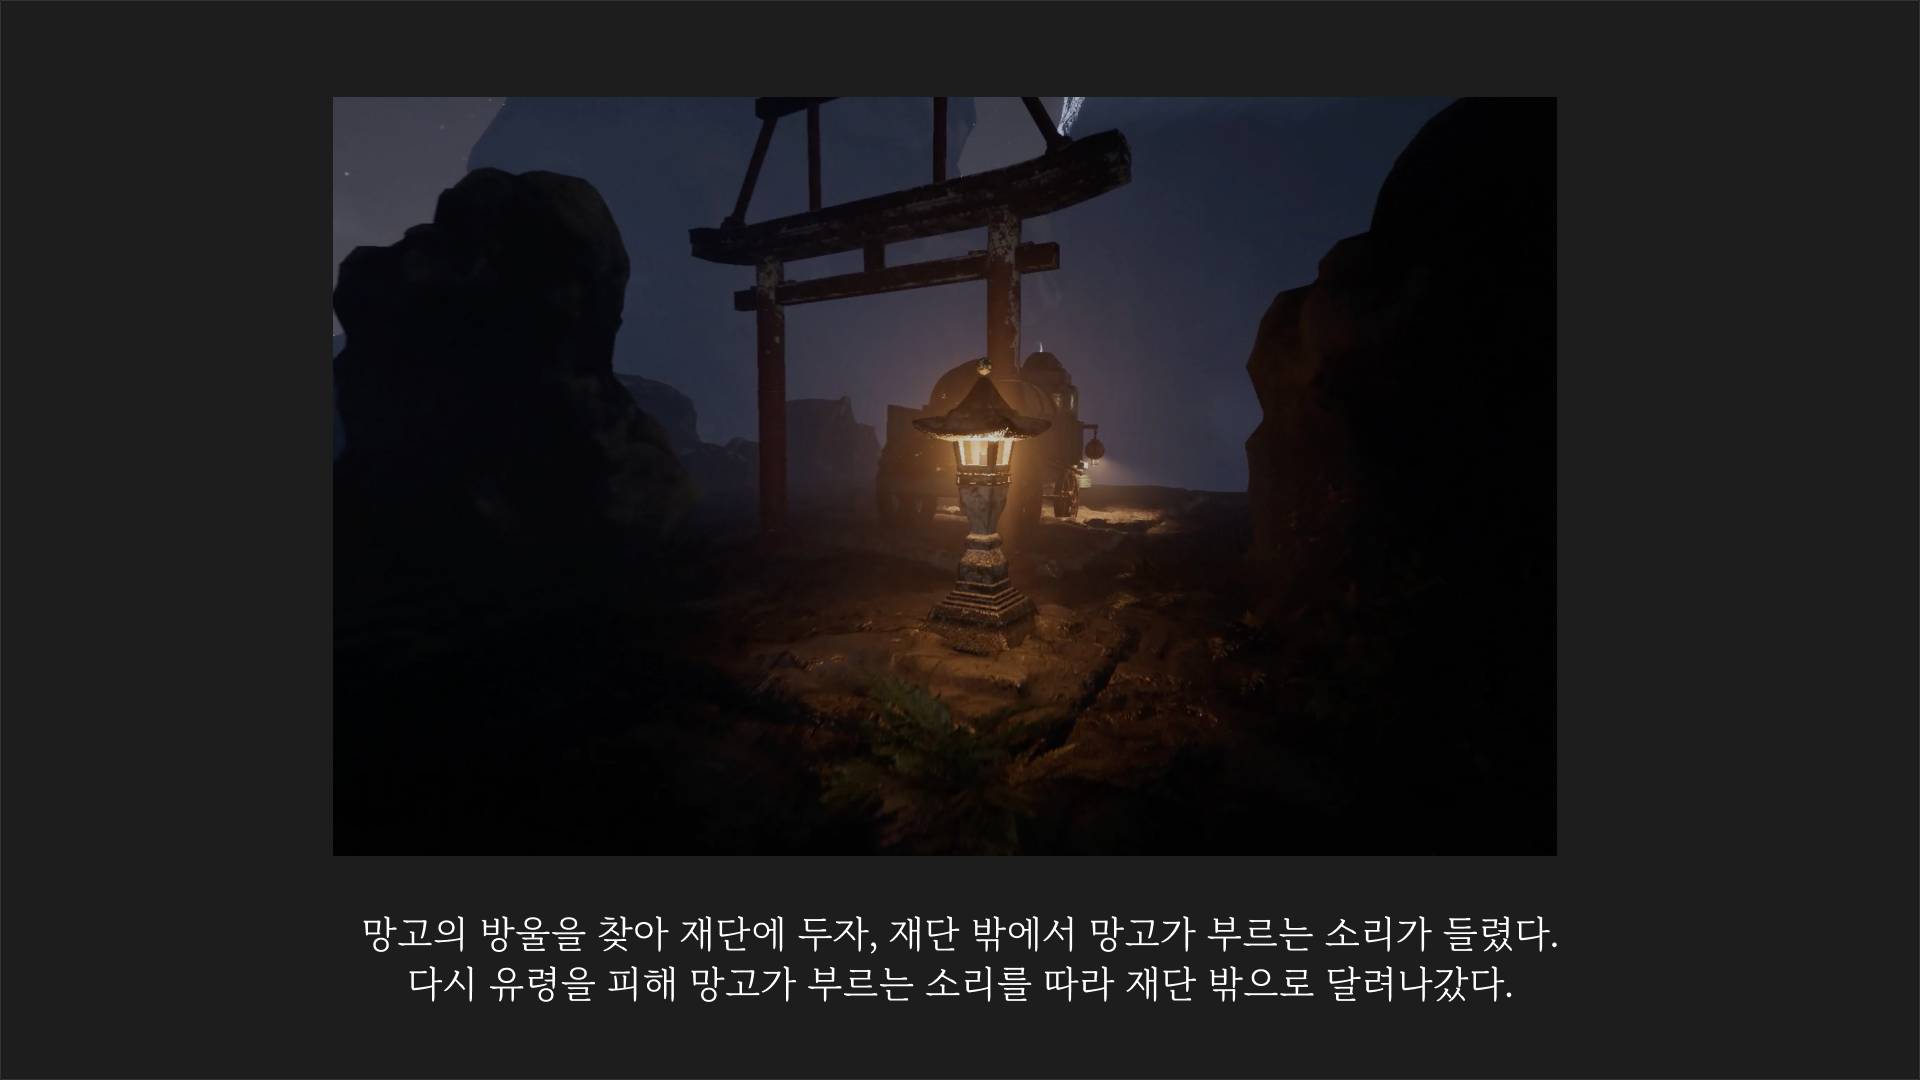 망고의 방울을 찾아 재단에 두자, 재단 밖에서 망고가 부르는 소리가 들렸다.
다시 유령을 피해 망고가 부르는 소리를 따라 재단 밖으로 달려나갔다.